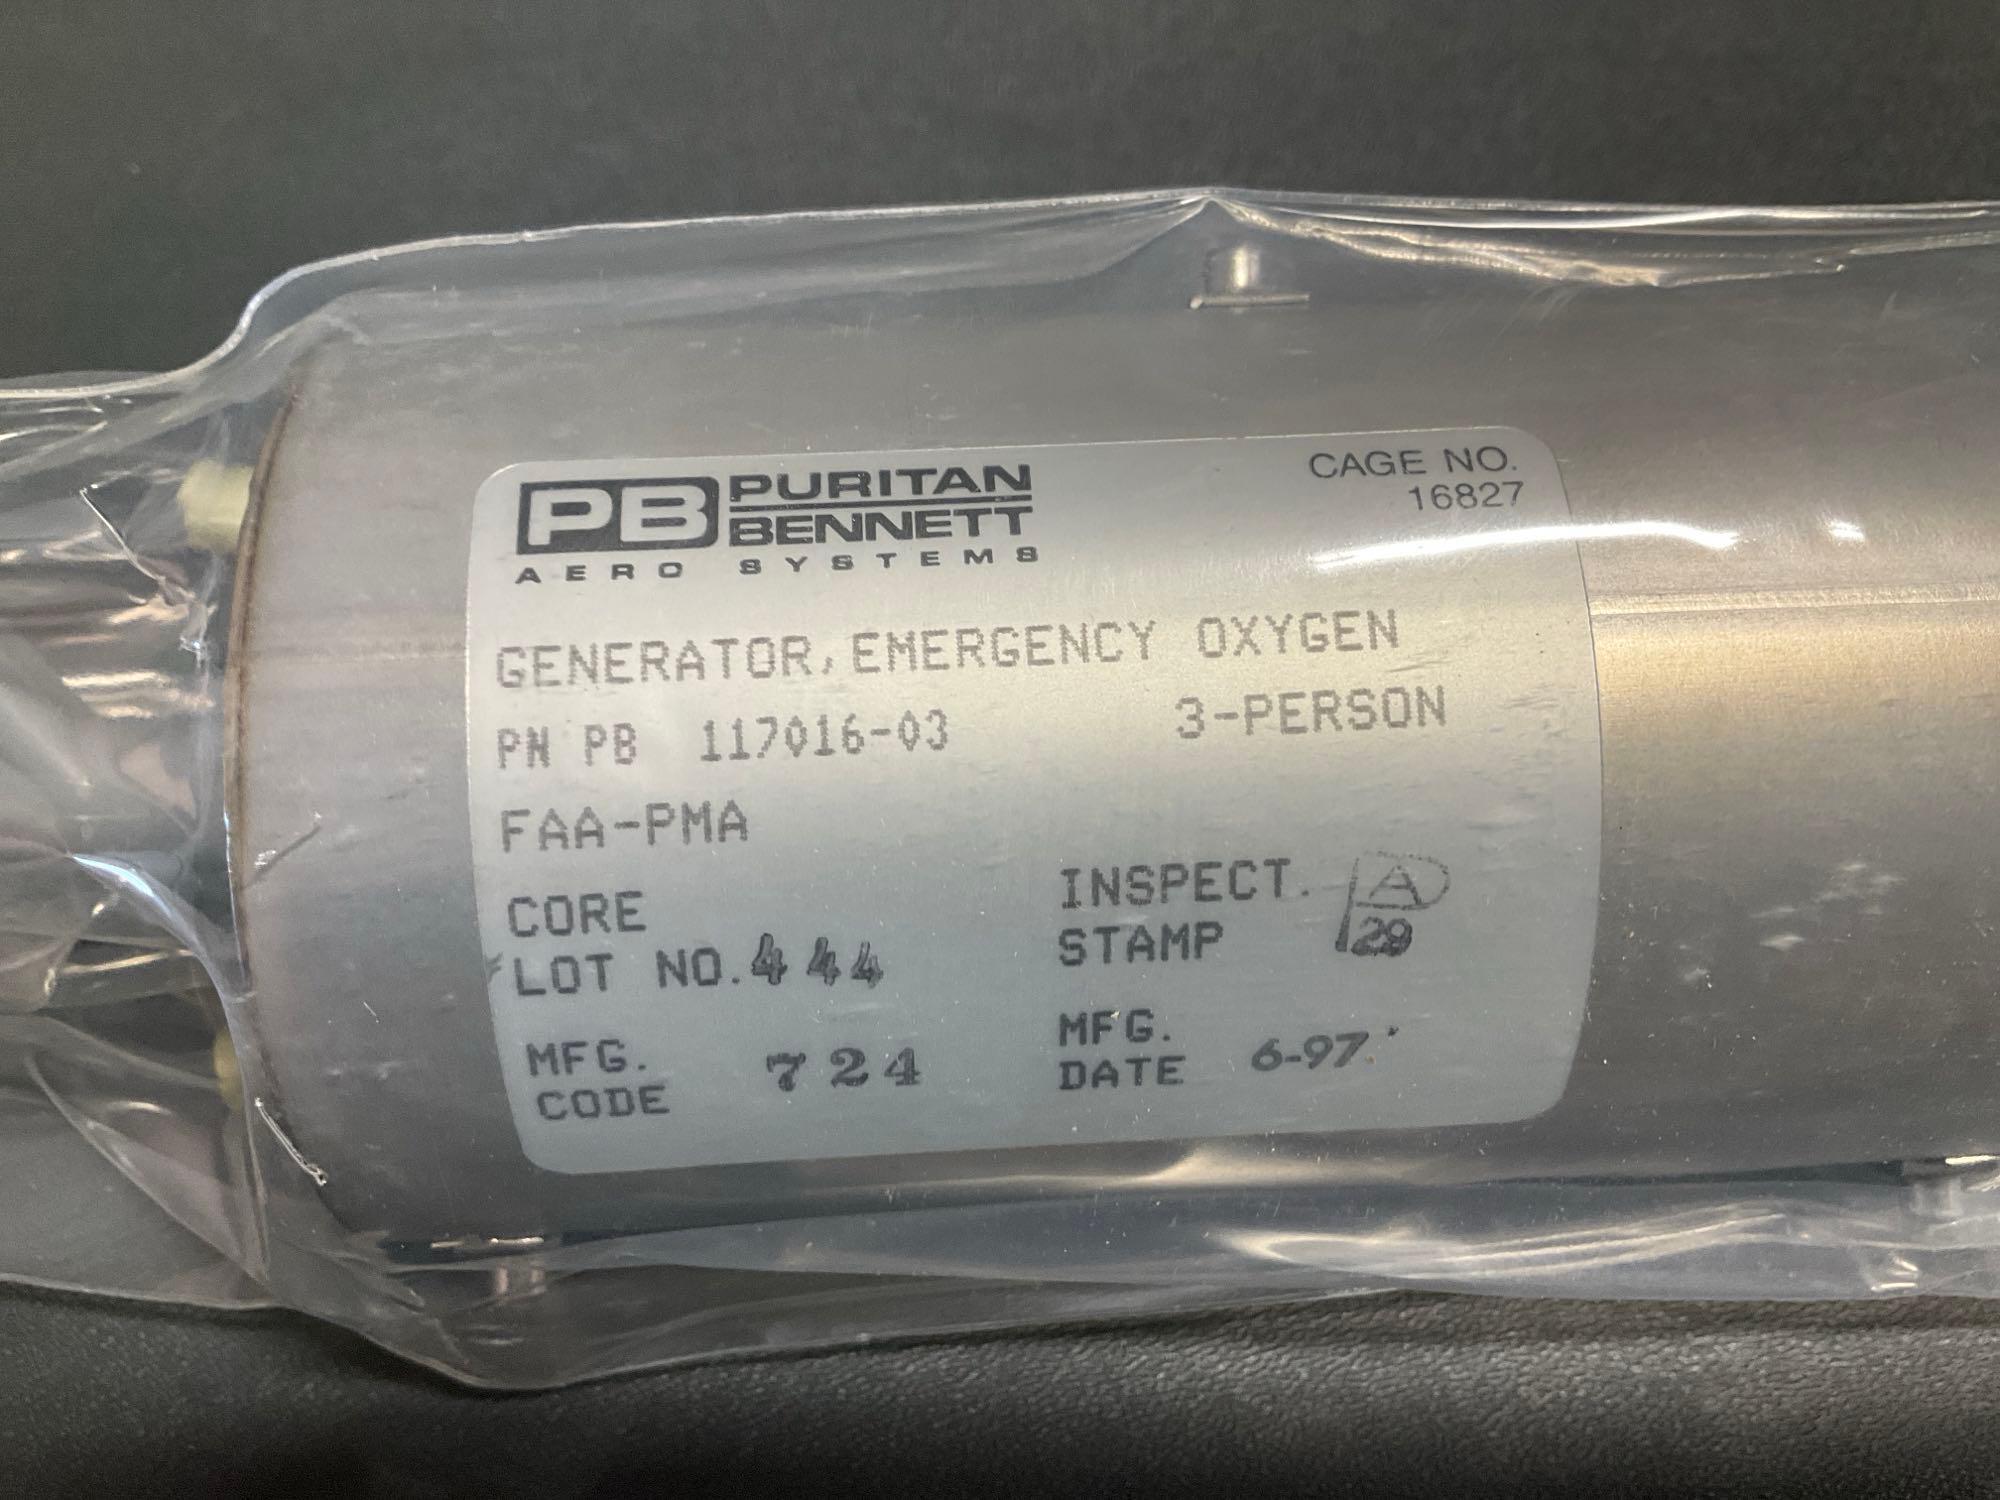 PB PURITAN
BENNETT
AERO SYSTEMS
CAGE NO.
16827
GENERATOR, EMERGENCY OXYGEN
PN PB 117016-03 3-PERSON
FAA-PMA
CORE
LOT NO. 444
INSPECT.
STAMP
A
29
MFG.
CODE 724
MFG.
DATE 6-97